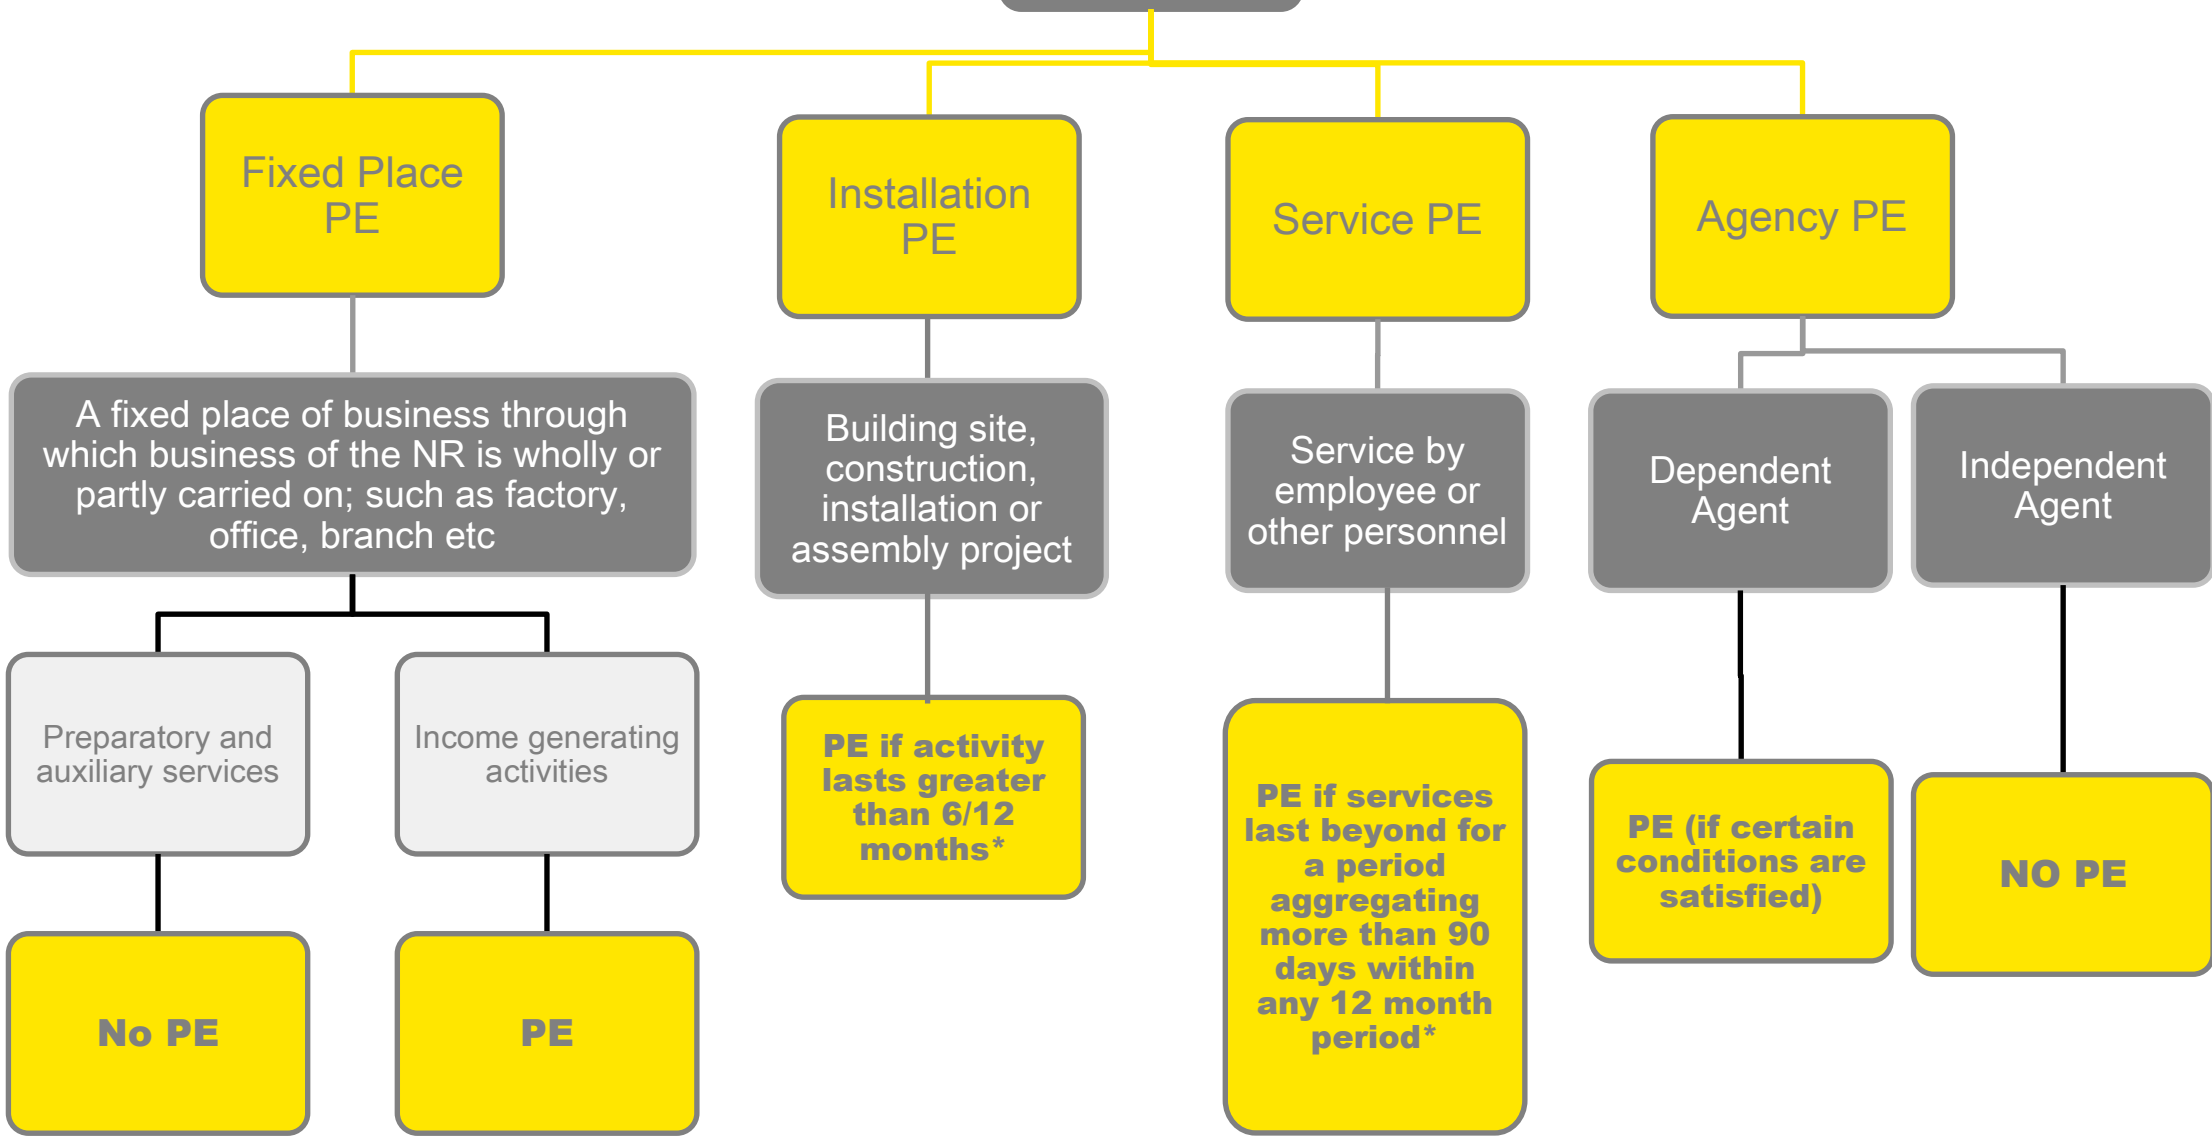 Fixed Place
PE
Installation
PE
Service PE
Agency PE
A fixed place of business through
which business of the NR is wholly or
partly carried on; such as factory,
office, branch etc
Building site,
construction,
installation or
assembly project
Service by
employee or
other personnel
Dependent
Agent
Independent
Agent
Preparatory and
auxiliary services
Income generating
activities
PE if activity
lasts greater
than 6/12
months*
PE if services
last beyond for
a period
aggregating
more than 90
days within
any 12 month
period*
PE (if certain
conditions are
satisfied)
NO PE
No PE
PE